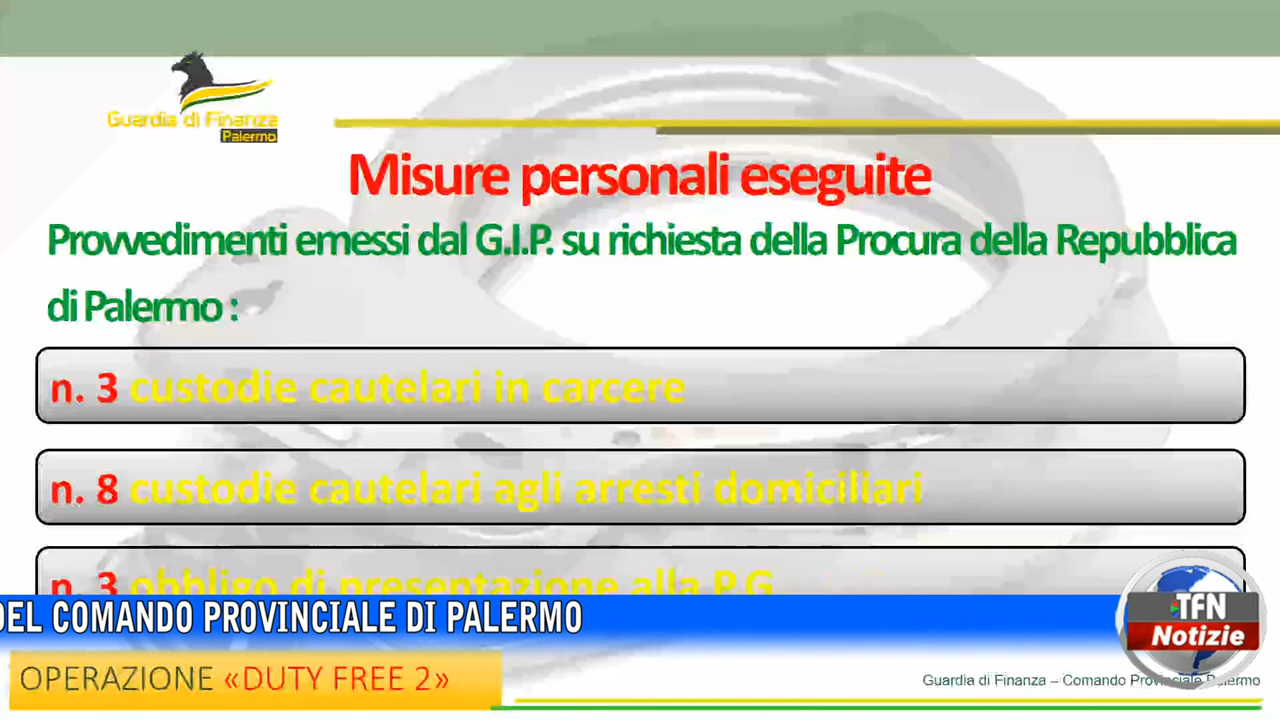 Guardia di Finanza
Palermo
Misure personali eseguite
Provvedimenti emessi dal G.I.P. su richiesta della Procura della Repubblica
di Palermo :
n. 3 custodie cautelari in carcere
n. 8 custodie cautelari agli arresti domiciliari
n. 3 obbligo di presentazione alla P.G.
DEL COMANDO PROVINCIALE DI PALERMO
TFN
Notizie
OPERAZIONE «DUTY FREE 2»
Guardia di Finanza – Comando Provinciale Palermo